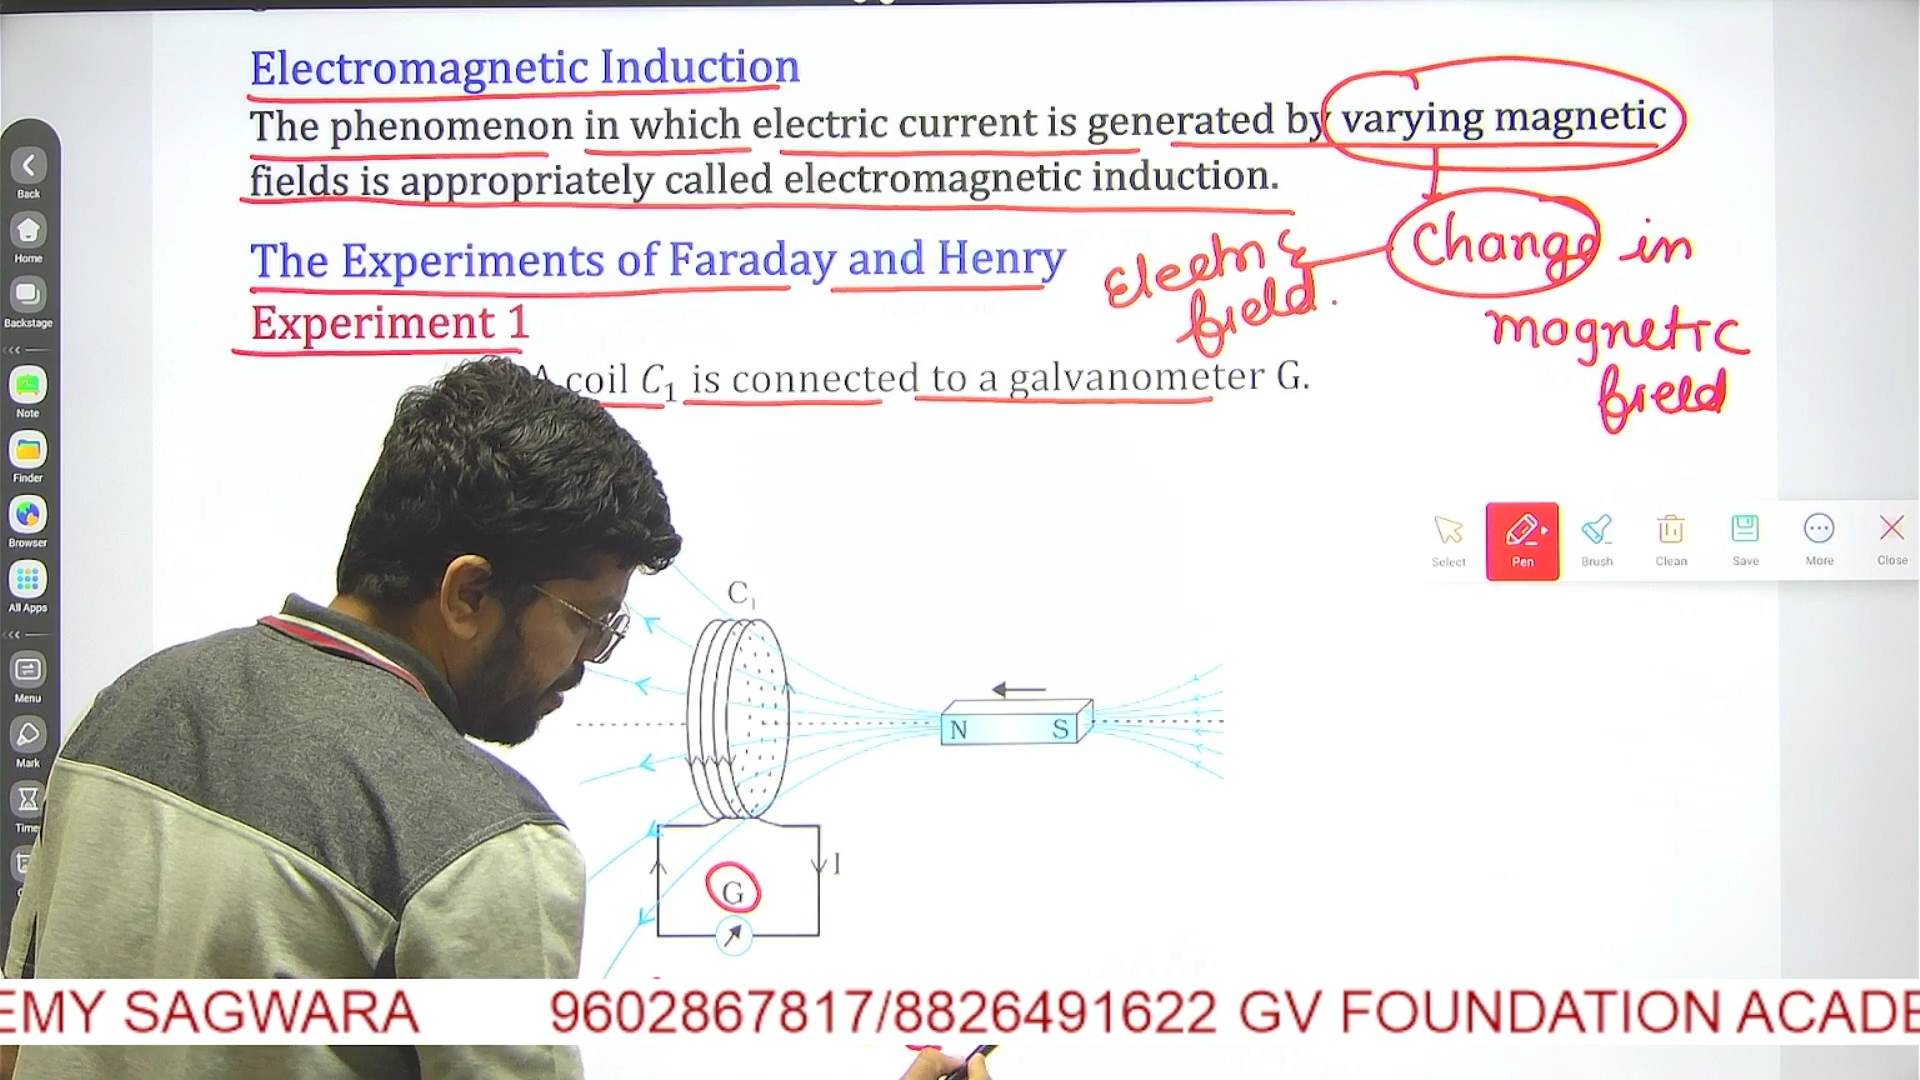 Electromagnetic Induction
The phenomenon in which electric current is generated by varying magnetic
fields is appropriately called electromagnetic induction.
Change in
magnetic
field
Electric
field.
The Experiments of Faraday and Henry
Experiment 1
A coil C₁ is connected to a galvanometer G.
Back
Home
Backstage
Note
Finder
Browser
All Apps
Menu
Mark
Time
Select
Pen
Brush
Clean
Save
More
Close
C₁
N S
I
G
EMY SAGWARA 9602867817/8826491622 GV FOUNDATION ACADE